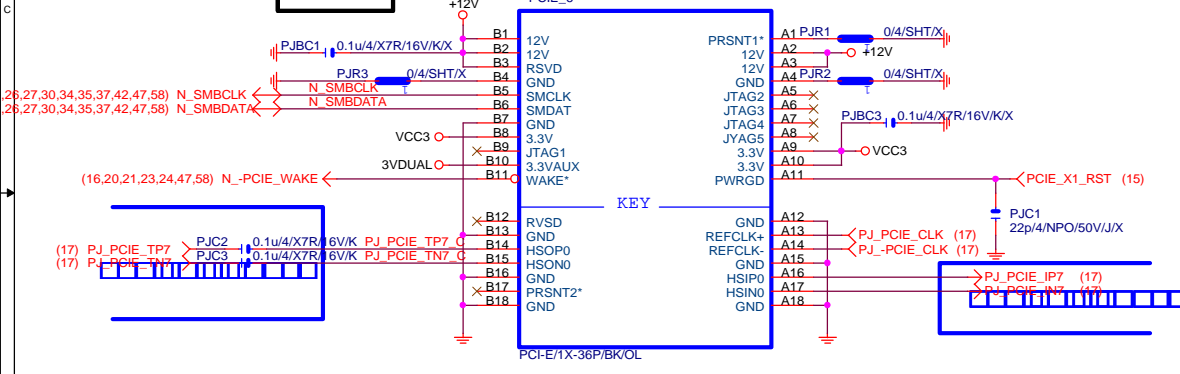 C
+12V
B1 12V PRSNT1* A1 PJR1 0/4/SHT/X
PJBC1 0.1u/4/X7R/16V/K/X B2 12V 12V A2 +12V
B3 RSVD 12V A3
PJR3 0/4/SHT/X B4 GND GND A4 PJR2 0/4/SHT/X
,26,27,30,34,35,37,42,47,58) N_SMBCLK N_SMBCLK B5 SMCLK JTAG2 A5
,26,27,30,34,35,37,42,47,58) N_SMBDATA N_SMBDATA B6 SMDAT JTAG3 A6
B7 GND JTAG4 A7 PJBC3 0.1u/4/X7R/16V/K/X
VCC3 B8 3.3V JYAG5 A8
B9 JTAG1 3.3V A9 VCC3
3VDUAL B10 3.3VAUX 3.3V A10
(16,20,21,23,24,47,58) N_-PCIE_WAKE B11 WAKE* PWRGD A11 PCIE_X1_RST (15)
KEY
PJC1
22p/4/NPO/50V/J/X
B12 RVSD GND A12
B13 GND REFCLK+ A13 PJ_PCIE_CLK (17)
(17) PJ_PCIE_TP7 PJC2 0.1u/4/X7R/16V/K PJ_PCIE_TP7_C B14 HSOP0 REFCLK- A14 PJ_-PCIE_CLK (17)
(17) PJ_PCIE_TN7 PJC3 0.1u/4/X7R/16V/K PJ_PCIE_TN7_C B15 HSON0 GND A15
B16 GND HSIP0 A16 PJ_PCIE_IP7 (17)
B17 PRSNT2* HSIN0 A17 PJ_PCIE_IN7 (17)
B18 GND GND A18
PCI-E/1X-36P/BK/OL